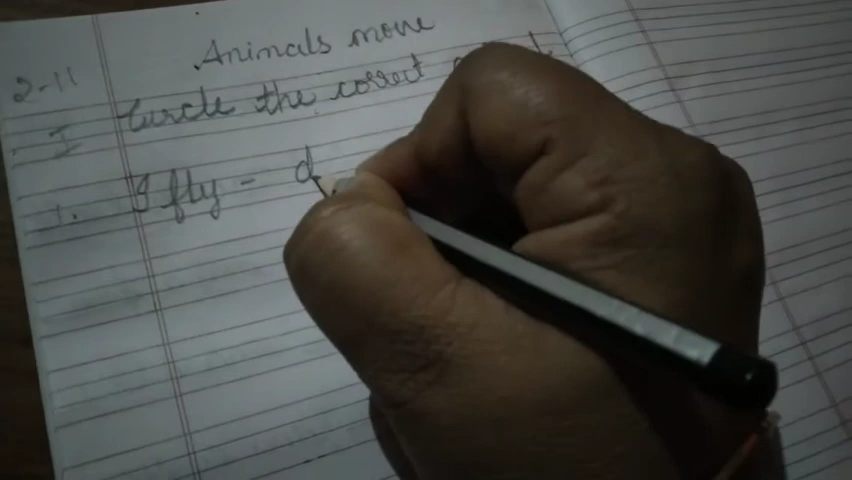 Animals move
2-11
I Circle the correct
1. I fly - d